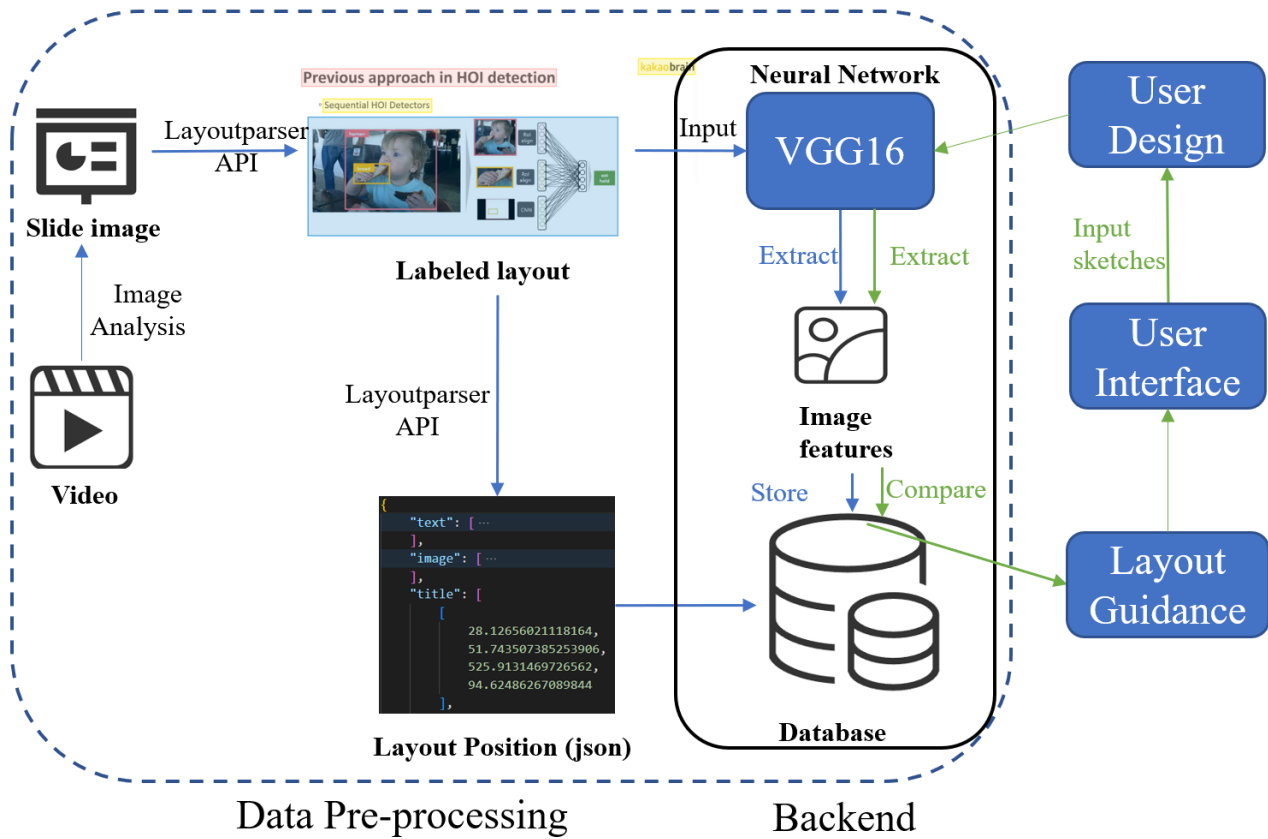 Previous approach in HOI detection
kakaobrain
* Sequential HOI Detectors
Layoutparser
API
Slide image
Labeled layout
Image
Analysis
Video
Layoutparser
API
{
"text": [ ...
],
"image": [ ...
],
"title": [
[
28.12656021118164,
51.743507385253906,
525.9131469726562,
94.62486267089844
],
Layout Position (json)
Input
Neural Network
VGG16
Extract
Extract
Image
features
Store
Compare
Database
User
Design
Input
sketches
User
Interface
Layout
Guidance
Data Pre-processing
Backend